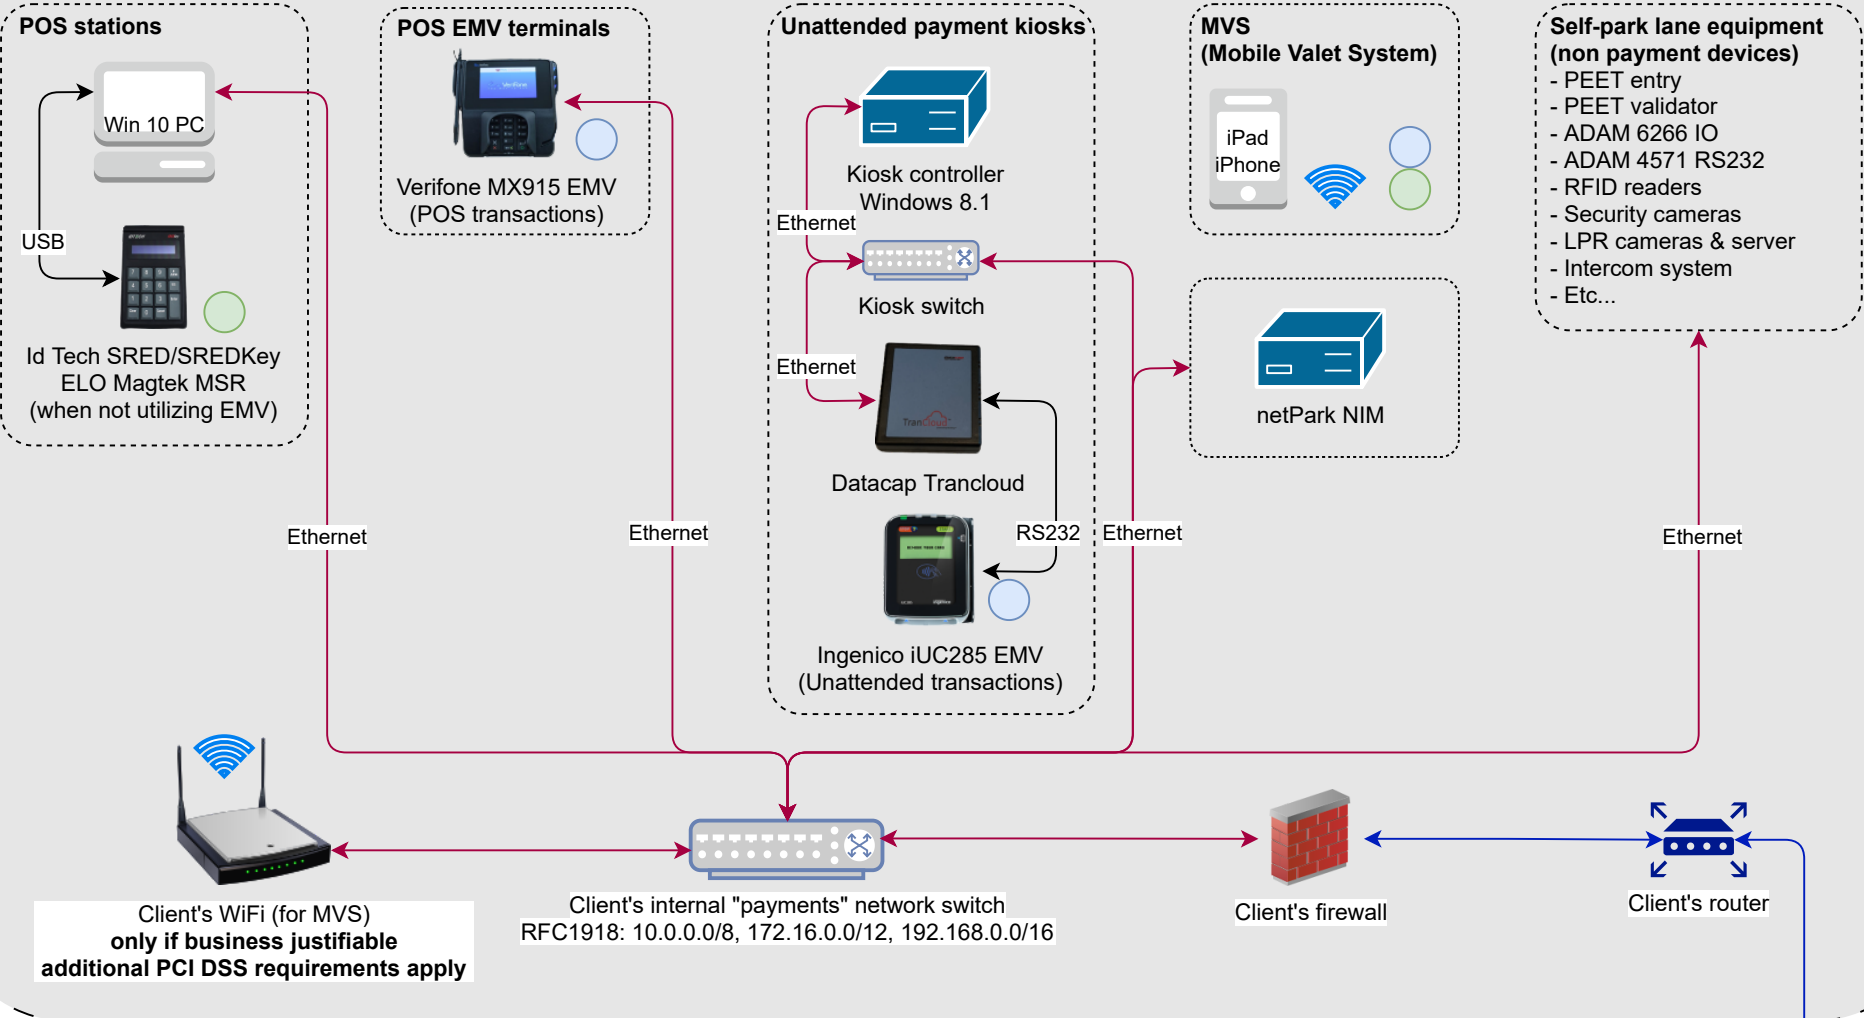 POS stations
Win 10 PC
USB
Id Tech SRED/SREDKey
ELO Magtek MSR
(when not utilizing EMV)
POS EMV terminals
Verifone
Verifone MX915 EMV
(POS transactions)
Unattended payment kiosks
Kiosk controller
Windows 8.1
Ethernet
Kiosk switch
Ethernet
TranCloud
Datacap Trancloud
RS232
Ingenico iUC285 EMV
(Unattended transactions)
MVS
(Mobile Valet System)
iPad
iPhone
netPark NIM
Self-park lane equipment
(non payment devices)
- PEET entry
- PEET validator
- ADAM 6266 IO
- ADAM 4571 RS232
- RFID readers
- Security cameras
- LPR cameras & server
- Intercom system
- Etc...
Ethernet
Ethernet
Ethernet
Ethernet
Client's WiFi (for MVS)
only if business justifiable
additional PCI DSS requirements apply
Client's internal "payments" network switch
RFC1918: 10.0.0.0/8, 172.16.0.0/12, 192.168.0.0/16
Client's firewall
Client's router